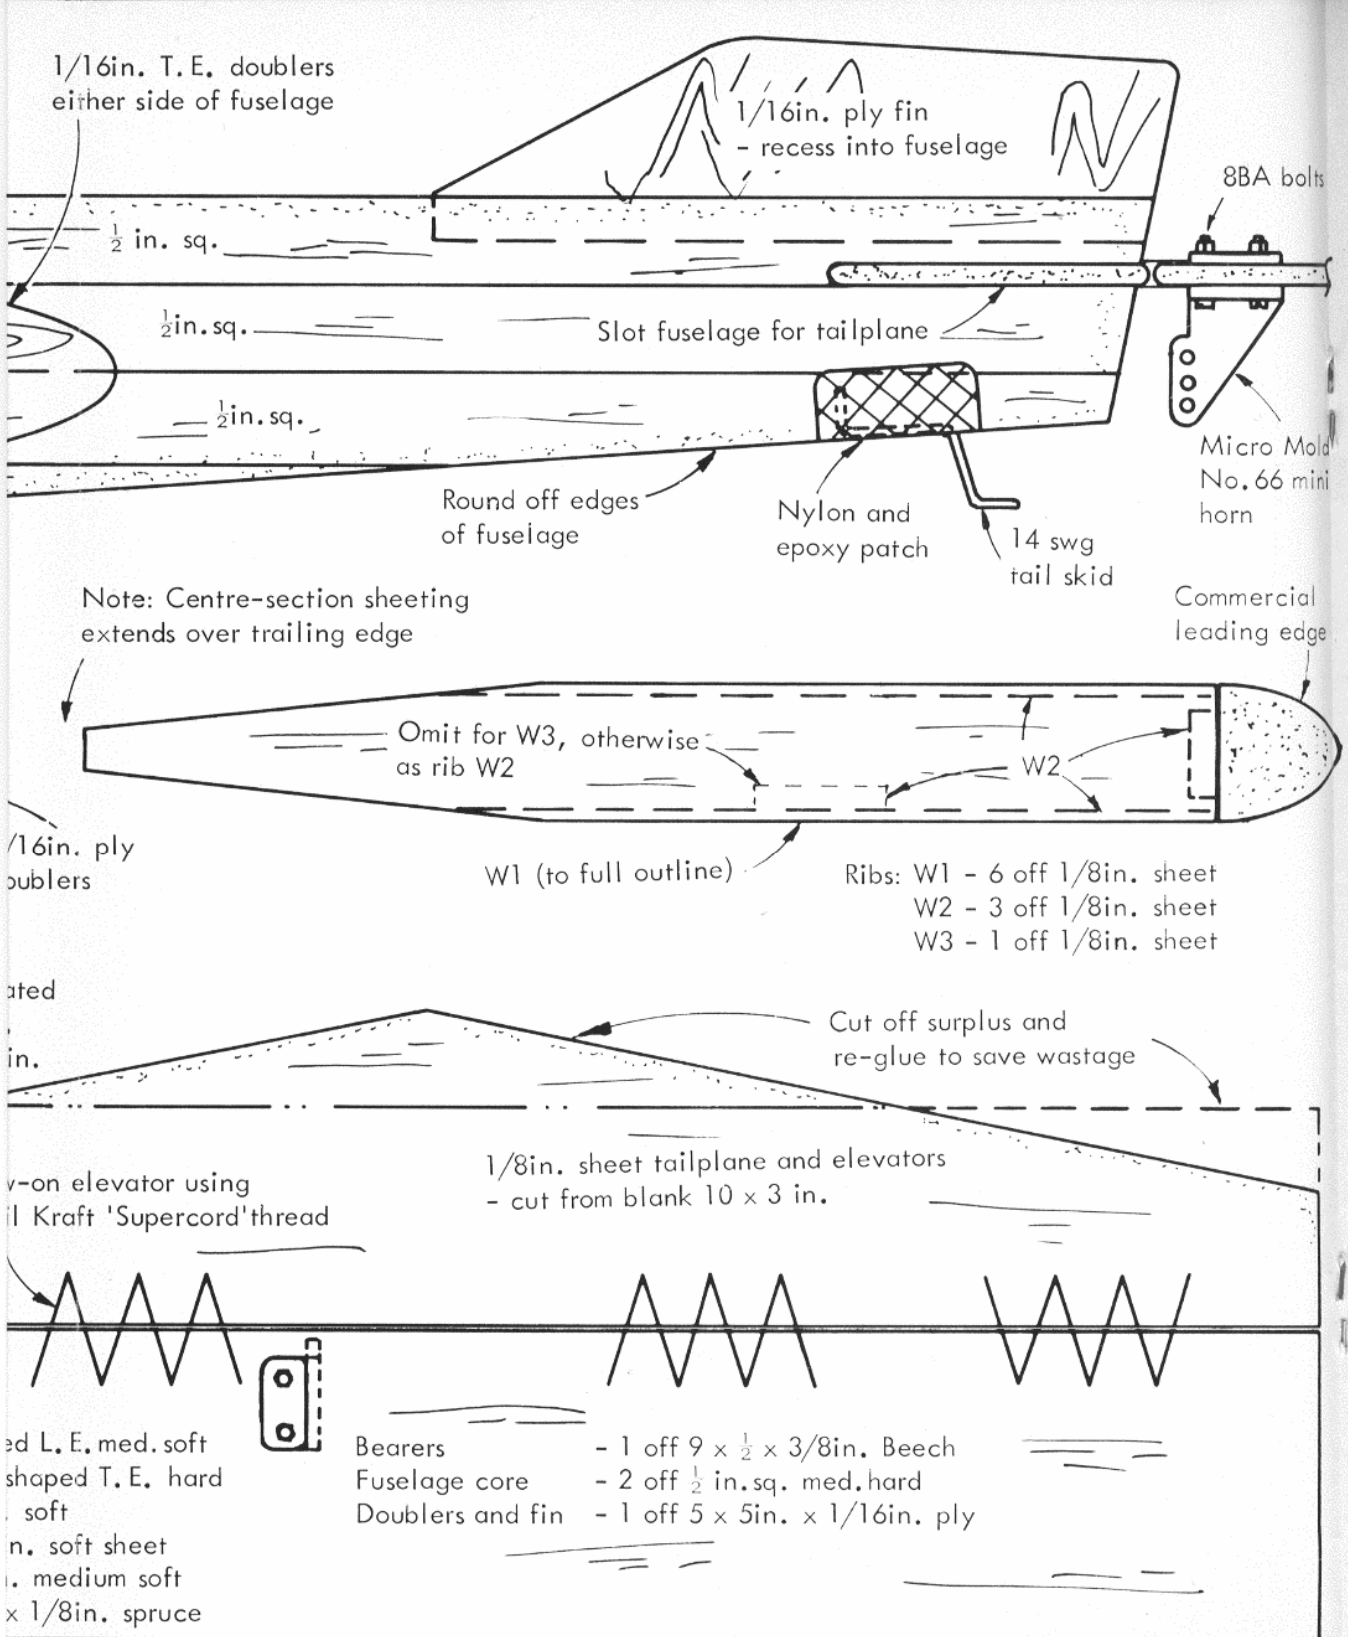 1/16in. T.E. doublers
either side of fuselage
1/16in. ply fin
- recess into fuselage
8BA bolts
½ in. sq.
½in.sq.
Slot fuselage for tailplane
½in.sq.
Micro Mold
No.66 mini
horn
Round off edges
of fuselage
Nylon and
epoxy patch
14 swg
tail skid
Note: Centre-section sheeting
extends over trailing edge
Commercial
leading edge
Omit for W3, otherwise
as rib W2
W2
/16in. ply
oublers
W1 (to full outline)
Ribs: W1 - 6 off 1/8in. sheet
W2 - 3 off 1/8in. sheet
W3 - 1 off 1/8in. sheet
ated
in.
Cut off surplus and
re-glue to save wastage
1/8in. sheet tailplane and elevators
- cut from blank 10 x 3 in.
-on elevator using
l Kraft 'Supercord'thread
ed L.E. med. soft
shaped T.E. hard
. soft
n. soft sheet
. medium soft
x 1/8in. spruce
Bearers - 1 off 9 x ½ x 3/8in. Beech
Fuselage core - 2 off ½ in.sq. med.hard
Doublers and fin - 1 off 5 x 5in. x 1/16in. ply